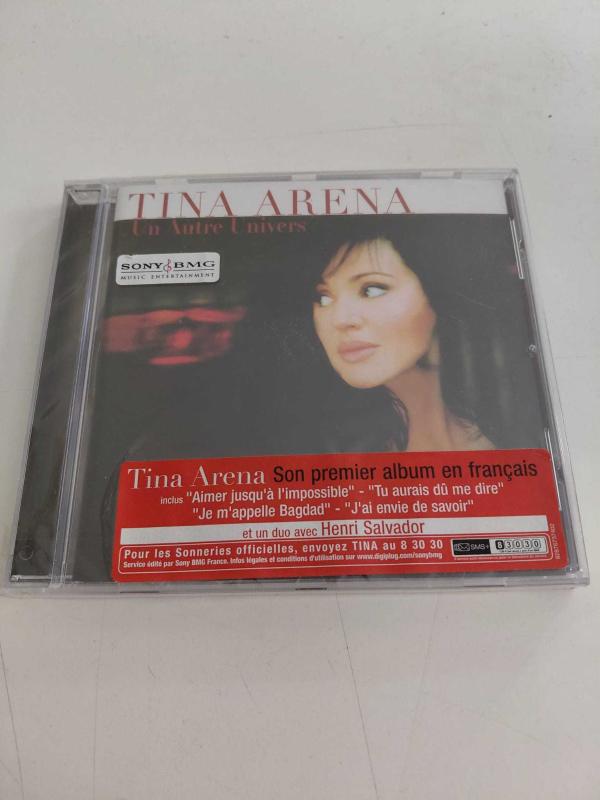 TINA ARENA
Un Autre Univers
SONY BMG
MUSIC ENTERTAINMENT
Tina Arena Son premier album en français
inclus "Aimer jusqu'à l'impossible" - "Tu aurais dû me dire"
"Je m'appelle Bagdad" - "J'ai envie de savoir"
et un duo avec Henri Salvador
Pour les Sonneries officielles, envoyez TINA au 8 30 30
Service édité par Sony BMG France. Infos légales et conditions d'utilisation sur www.digiplug.com/sonybmg
SMS+ 83030